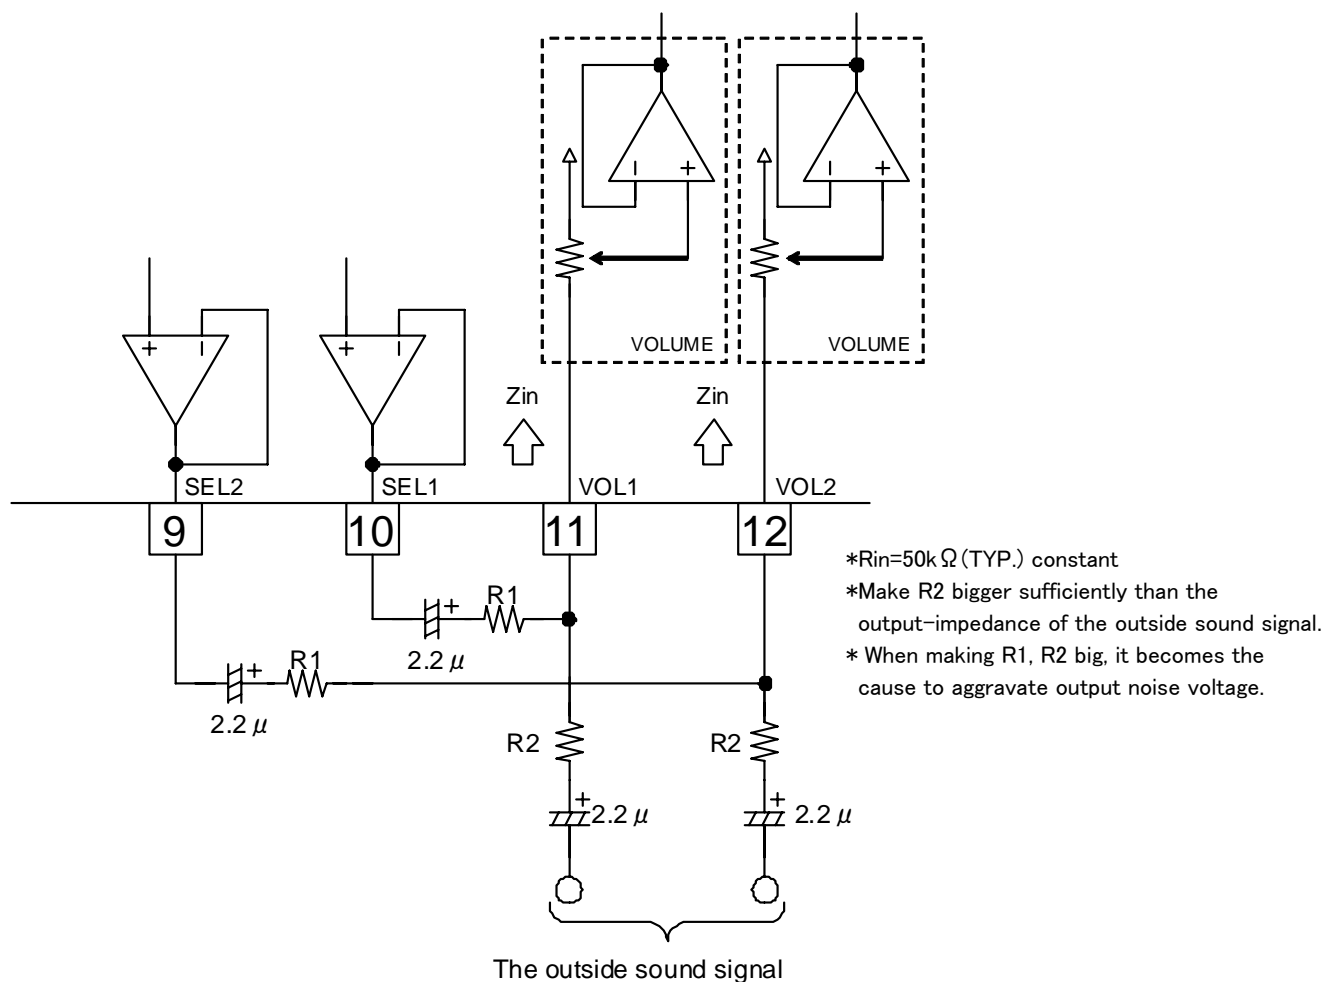 VOLUME
VOLUME
Zin
Zin
SEL2
SEL1
VOL1
VOL2
9
10
11
12
*Rin=50kΩ(TYP.) constant
*Make R2 bigger sufficiently than the
output-impedance of the outside sound signal.
* When making R1, R2 big, it becomes the
cause to aggravate output noise voltage.
R1
2.2μ
R1
2.2μ
R2
R2
2.2μ
2.2μ
The outside sound signal